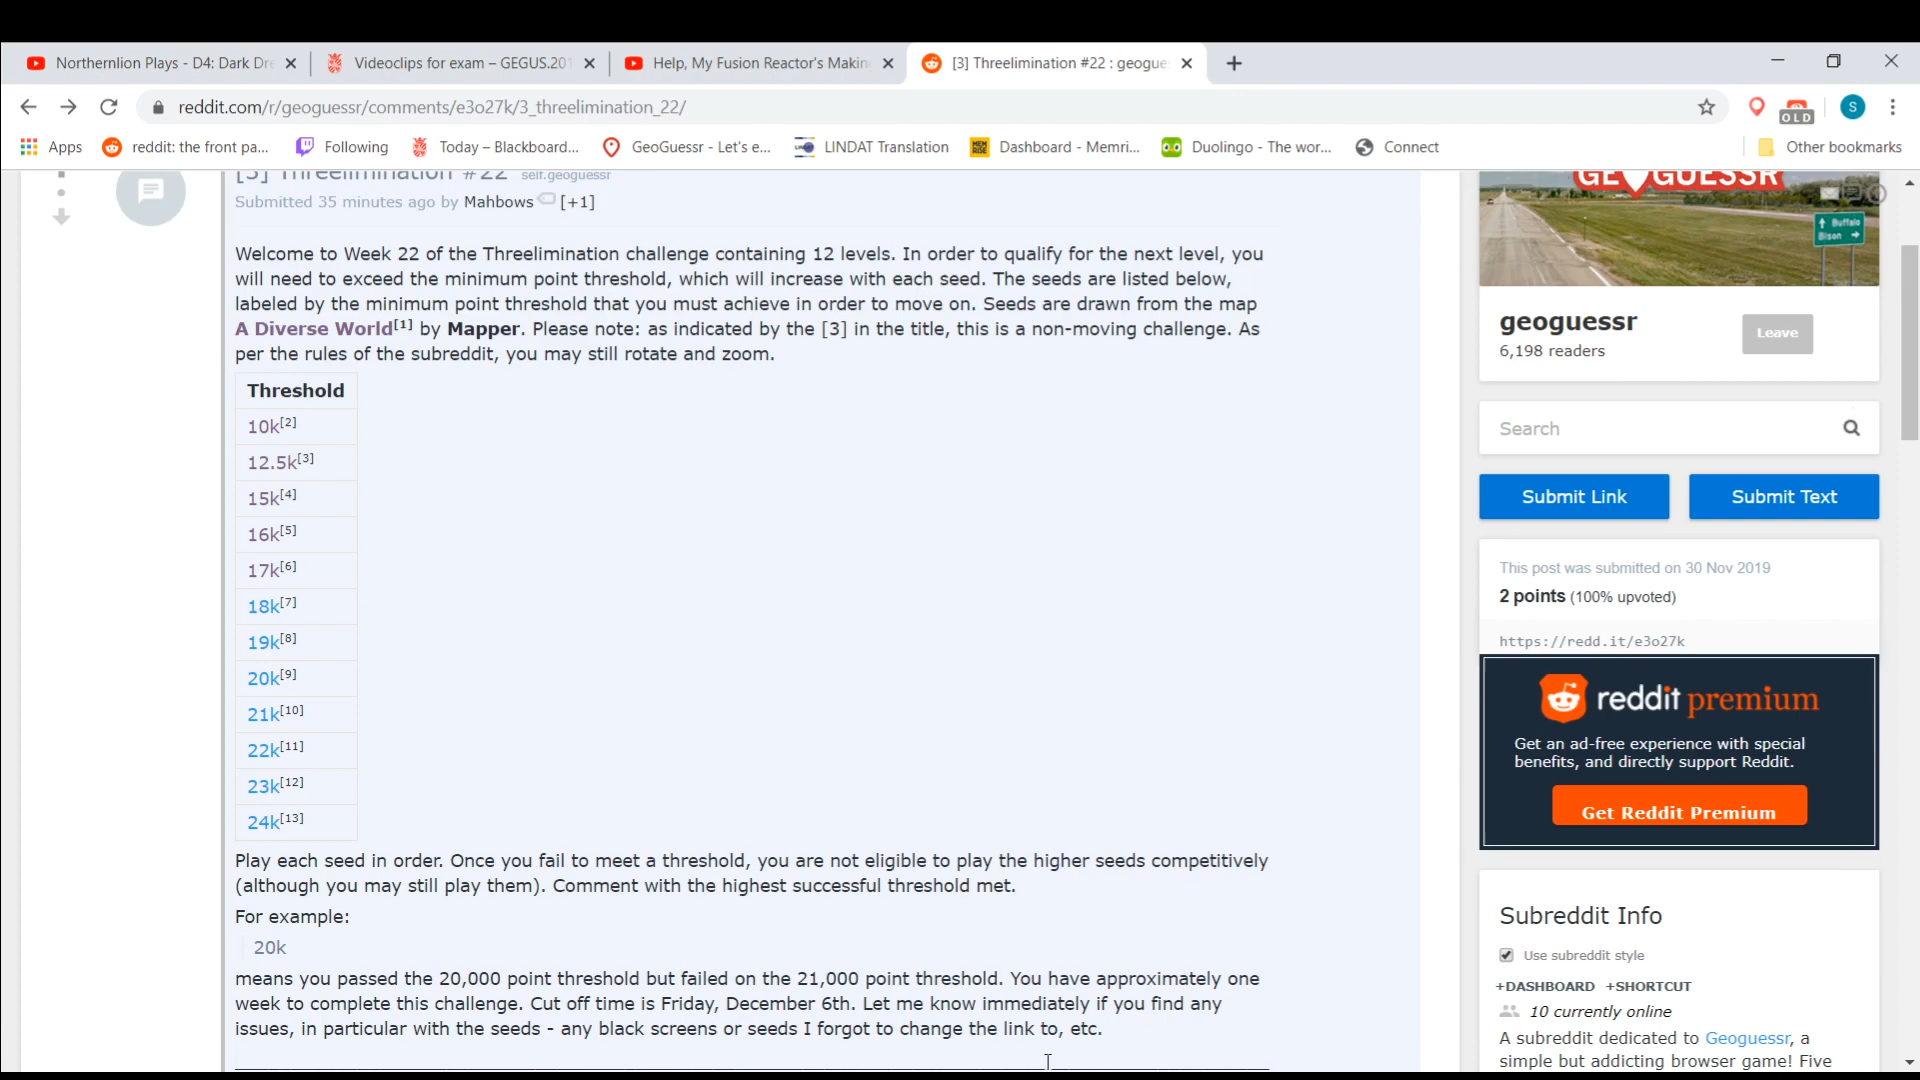 Northernlion Plays - D4: Dark Dre
Videoclips for exam – GEGUS.201
Help, My Fusion Reactor's Making
[3] Threelimination #22 : geogues
reddit.com/r/geoguessr/comments/e3o27k/3_threelimination_22/
OLD
S
Apps
reddit: the front pa...
Following
Today – Blackboard...
GeoGuessr - Let's e...
LINDAT Translation
Dashboard - Memri...
Duolingo - The wor...
Connect
Other bookmarks
[3] Threelimination #22 self.geoguessr
Submitted 35 minutes ago by Mahbows [+1]
Welcome to Week 22 of the Threelimination challenge containing 12 levels. In order to qualify for the next level, you
will need to exceed the minimum point threshold, which will increase with each seed. The seeds are listed below,
labeled by the minimum point threshold that you must achieve in order to move on. Seeds are drawn from the map
A Diverse World[1] by Mapper. Please note: as indicated by the [3] in the title, this is a non-moving challenge. As
per the rules of the subreddit, you may still rotate and zoom.
Threshold
10k[2]
12.5k[3]
15k[4]
16k[5]
17k[6]
18k[7]
19k[8]
20k[9]
21k[10]
22k[11]
23k[12]
24k[13]
Play each seed in order. Once you fail to meet a threshold, you are not eligible to play the higher seeds competitively
(although you may still play them). Comment with the highest successful threshold met.
For example:
20k
means you passed the 20,000 point threshold but failed on the 21,000 point threshold. You have approximately one
week to complete this challenge. Cut off time is Friday, December 6th. Let me know immediately if you find any
issues, in particular with the seeds - any black screens or seeds I forgot to change the link to, etc.
GEOGUESSR
Buffalo
Bison
geoguessr
Leave
6,198 readers
Search
Submit Link
Submit Text
This post was submitted on 30 Nov 2019
2 points (100% upvoted)
https://redd.it/e3o27k
reddit premium
Get an ad-free experience with special
benefits, and directly support Reddit.
Get Reddit Premium
Subreddit Info
Use subreddit style
+DASHBOARD +SHORTCUT
10 currently online
A subreddit dedicated to Geoguessr, a
simple but addicting browser game! Five